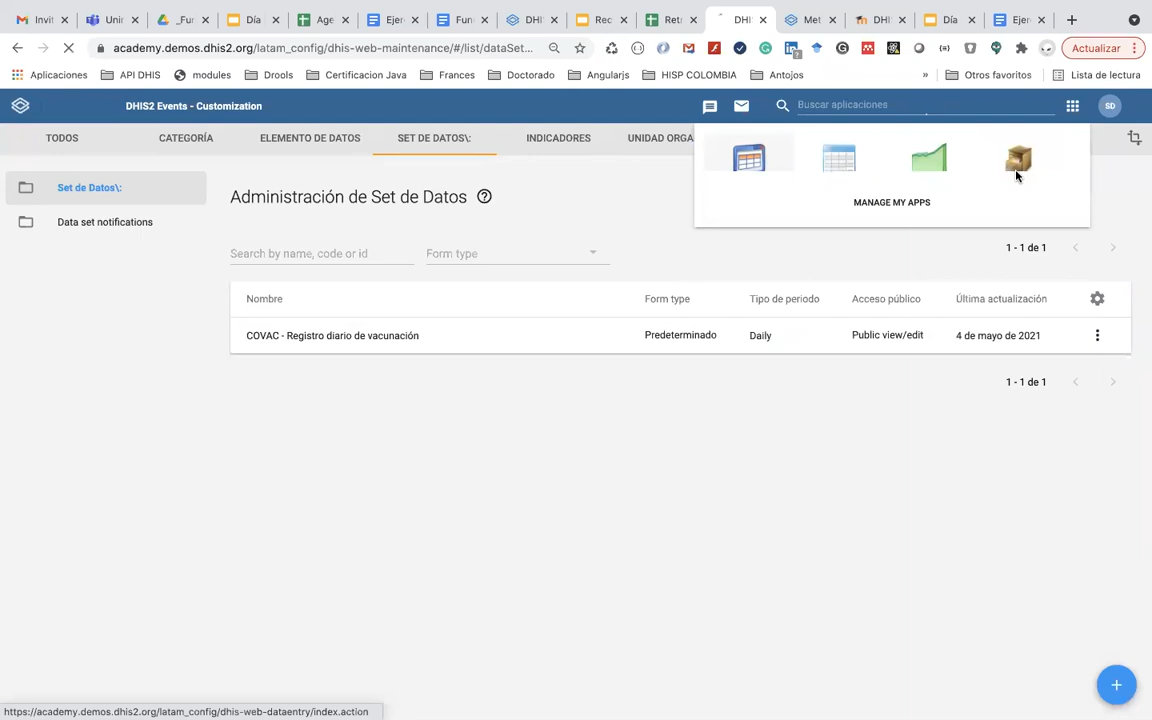 Invit
Unir
_Fur
Día
Age
Ejer
Fun
DHI
Rec
Retr
DHI
Met
DHI
Día
Ejer
academy.demos.dhis2.org/latam_config/dhis-web-maintenance/#/list/dataSet...
Actualizar
Aplicaciones
API DHIS
modules
Drools
Certificacion Java
Frances
Doctorado
Angularjs
HISP COLOMBIA
Antojos
»
Otros favoritos
Lista de lectura
DHIS2 Events - Customization
Buscar aplicaciones
SD
TODOS
CATEGORÍA
ELEMENTO DE DATOS
SET DE DATOS\:
INDICADORES
UNIDAD ORGA
MANAGE MY APPS
Set de Datos\:
Data set notifications
Administración de Set de Datos
Search by name, code or id
Form type
1 - 1 de 1
Nombre
Form type
Tipo de periodo
Acceso público
Última actualización
COVAC - Registro diario de vacunación
Predeterminado
Daily
Public view/edit
4 de mayo de 2021
1 - 1 de 1
https://academy.demos.dhis2.org/latam_config/dhis-web-dataentry/index.action